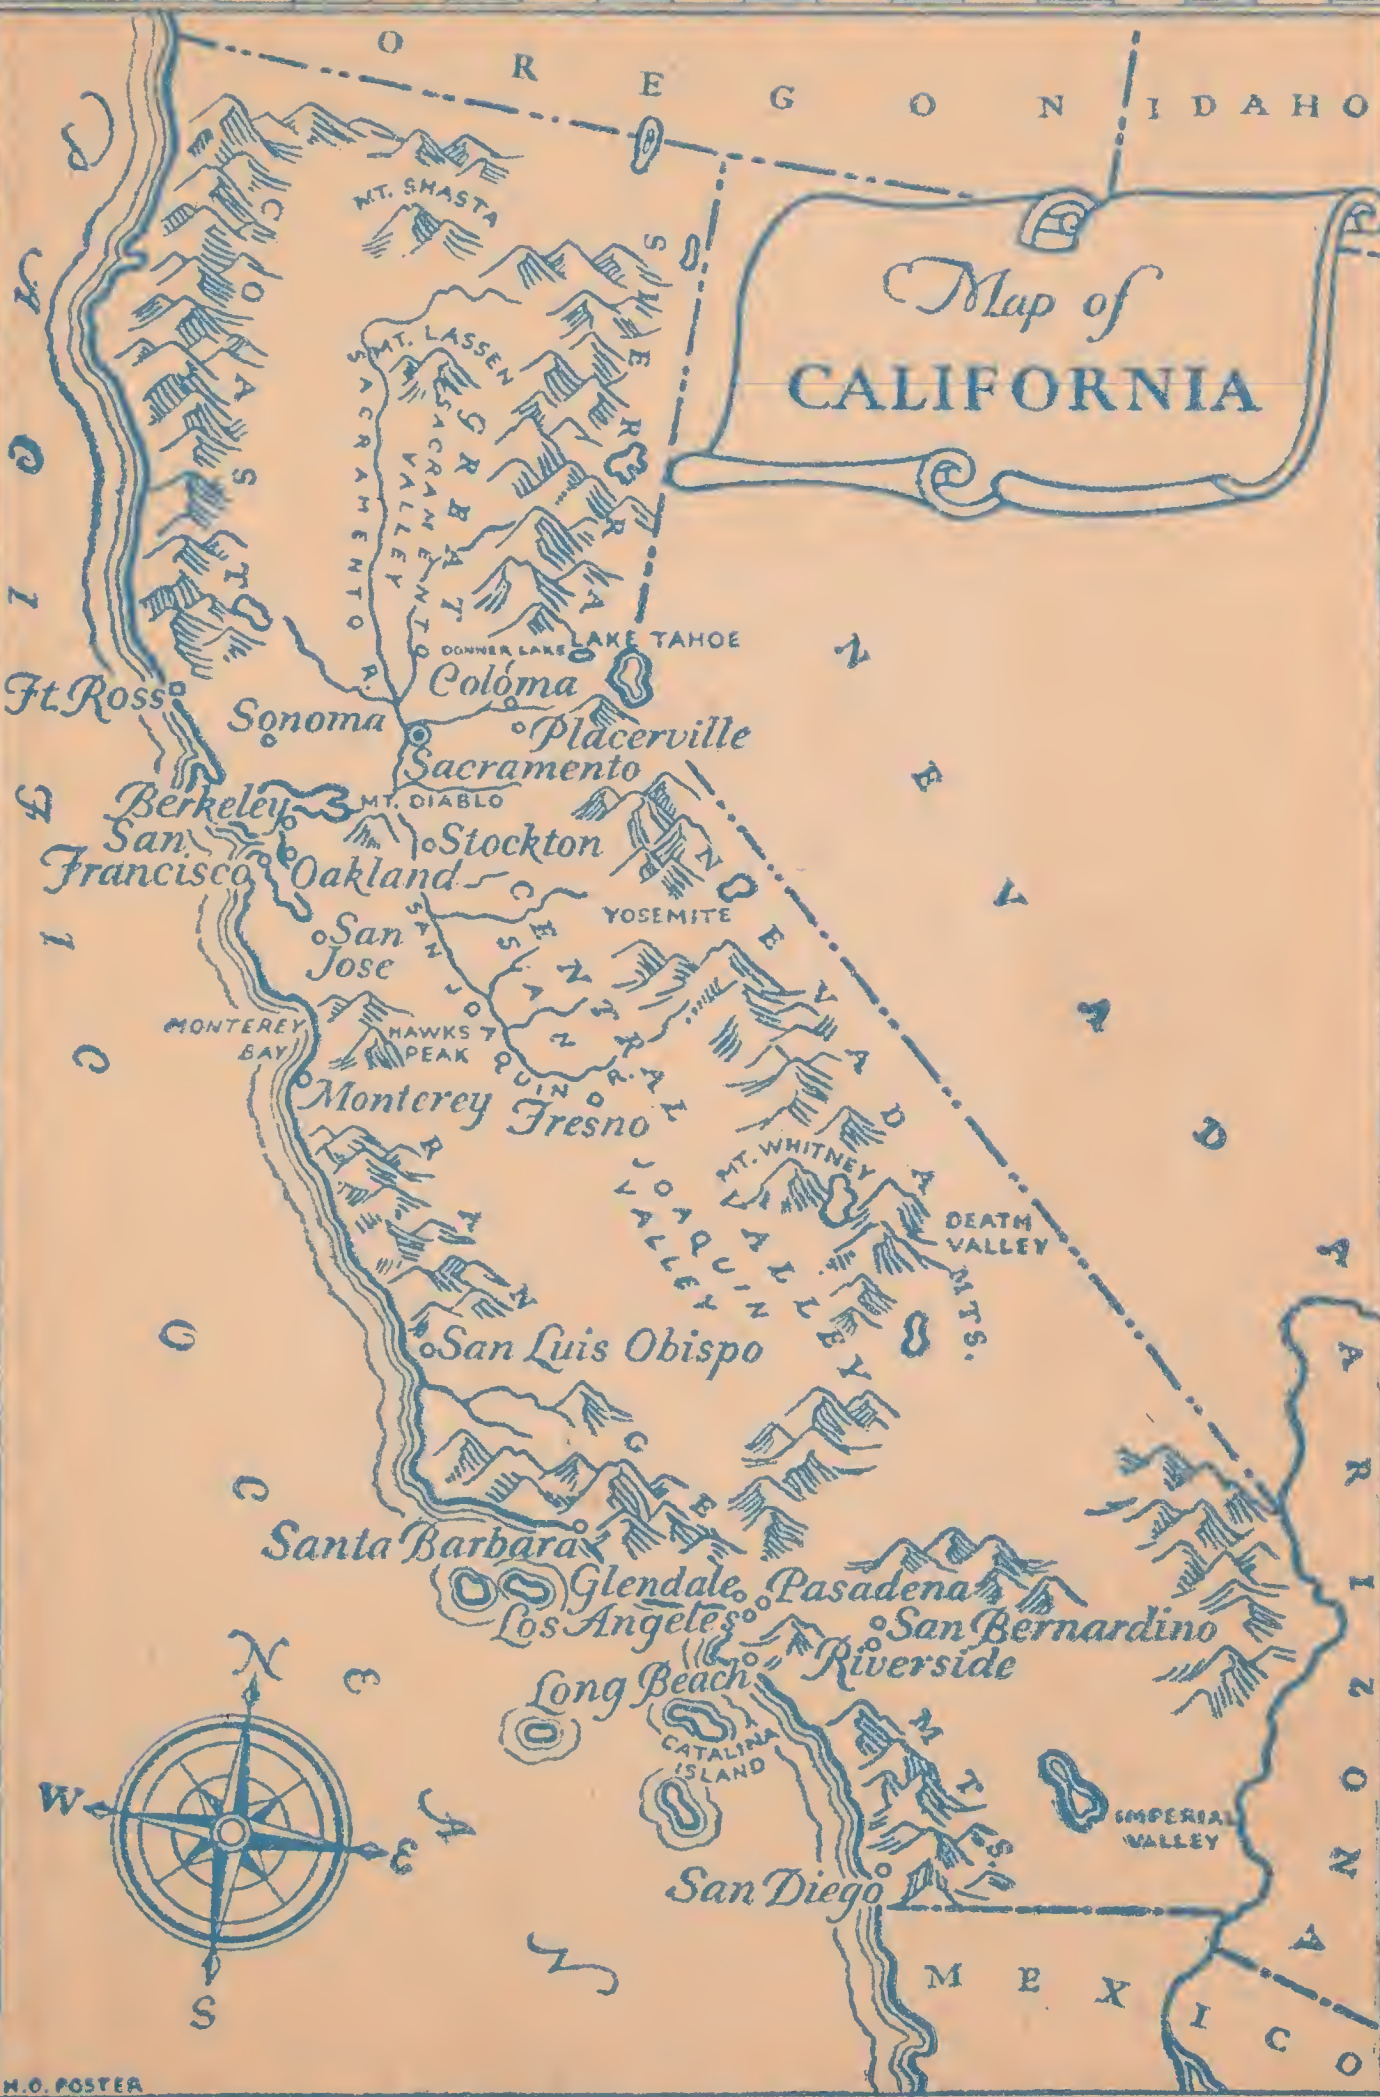 OREGON
IDAHO
Map of
CALIFORNIA
PACIFIC
OCEAN
COAST
RANGE
MTS.
MT. SHASTA
SIERRA
NEVADA
MTS.
MT. LASSEN
SACRAMENTO R.
SACRAMENTO
VALLEY
GREAT
CENTRAL
VALLEY
DONNER LAKE
LAKE TAHOE
Coloma
Ft. Ross
Sonoma
Placerville
Sacramento
NEVADA
Berkeley
MT. DIABLO
San
Francisco
Stockton
Oakland
YOSEMITE
San
Jose
SAN JOAQUIN R.
MONTEREY
BAY
HAWKS
PEAK
Monterey
Fresno
SAN
JOAQUIN
VALLEY
MT. WHITNEY
DEATH
VALLEY
San Luis Obispo
ARIZONA
Santa Barbara
Glendale
Pasadena
Los Angeles
San Bernardino
Riverside
Long Beach
CATALINA
ISLAND
IMPERIAL
VALLEY
San Diego
MEXICO
N
W
E
S
H.O. FOSTER